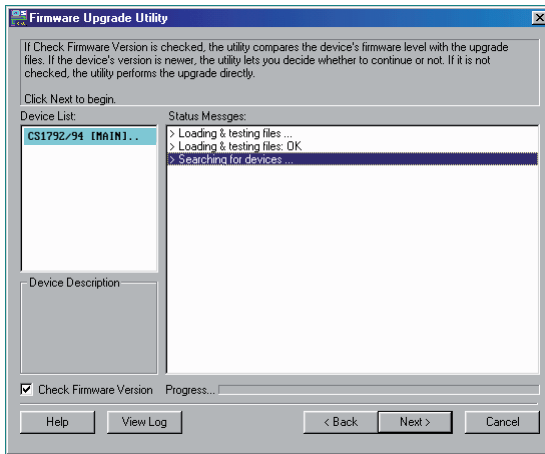 Firmware Upgrade Utility
If Check Firmware Version is checked, the utility compares the device's firmware level with the upgrade
files. If the device's version is newer, the utility lets you decide whether to continue or not. If it is not
checked, the utility performs the upgrade directly.
Click Next to begin.
Device List:
Status Messges:
CS1792/94 [MAIN]..
> Loading & testing files ...
> Loading & testing files: OK
> Searching for devices ...
Device Description
Check Firmware Version
Progress...
Help
View Log
< Back
Next >
Cancel